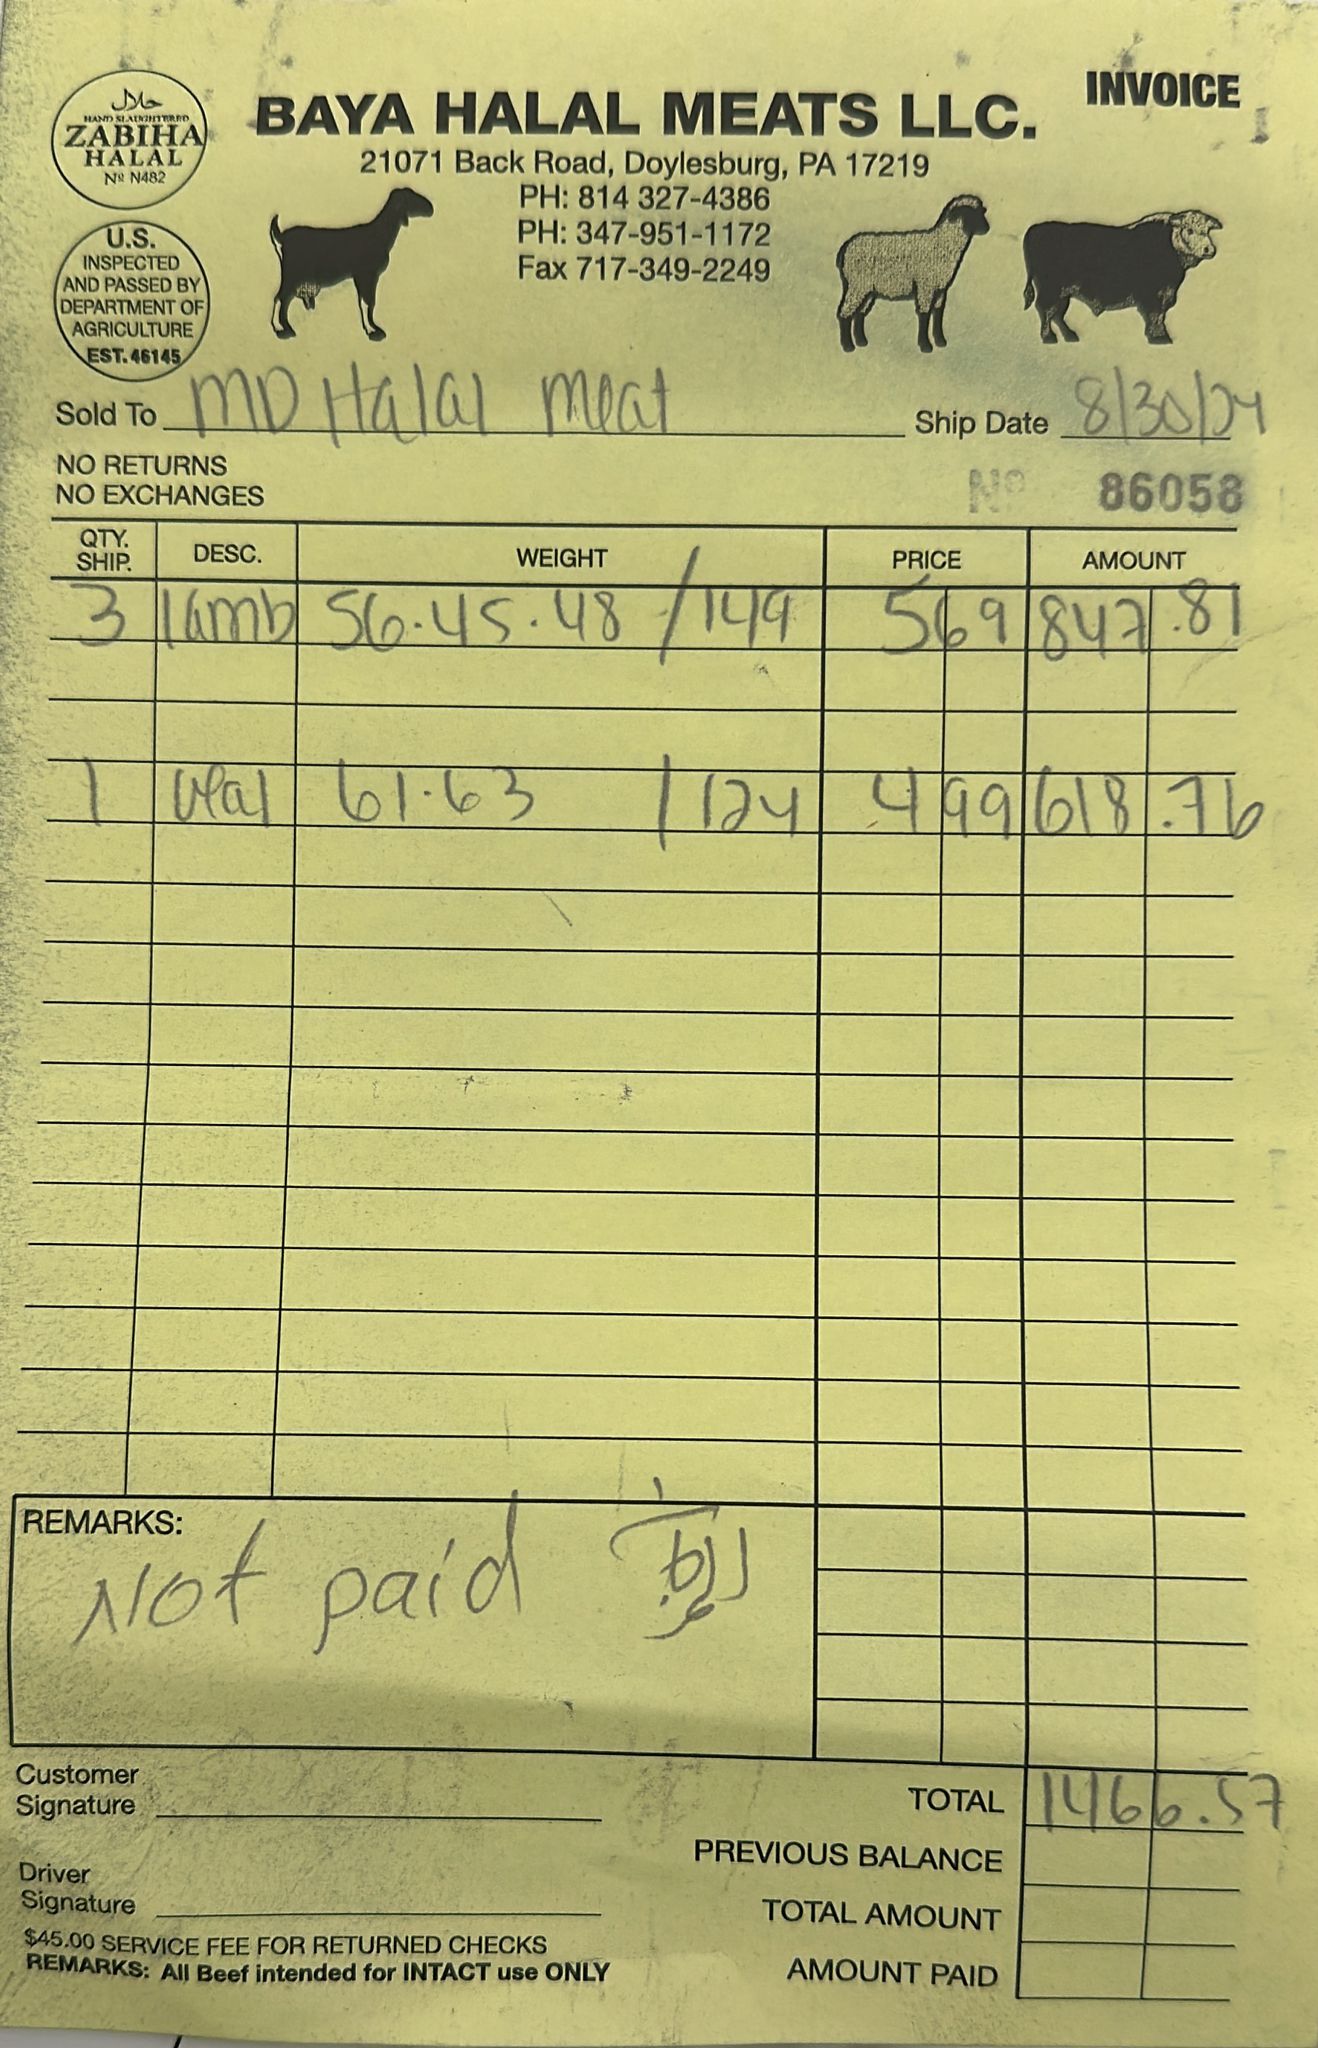 INVOICE
حلال
HAND SLAUGHTERED
ZABIHA
HALAL
Nº N482
BAYA HALAL MEATS LLC.
21071 Back Road, Doylesburg, PA 17219
PH: 814 327-4386
PH: 347-951-1172
Fax 717-349-2249
U.S.
INSPECTED
AND PASSED BY
DEPARTMENT OF
AGRICULTURE
EST. 46145
Sold To MD Halal Meat Ship Date 8/30/24
NO RETURNS
NO EXCHANGES
Nº 86058
QTY. SHIP. DESC. WEIGHT PRICE AMOUNT
3 lamb 56.45.48 /149 569 847.81
1 veal 61.63 /124 499 618.76
REMARKS:
Not paid
Customer
Signature
TOTAL 1466.57
PREVIOUS BALANCE
Driver
Signature
TOTAL AMOUNT
$45.00 SERVICE FEE FOR RETURNED CHECKS
REMARKS: All Beef intended for INTACT use ONLY
AMOUNT PAID